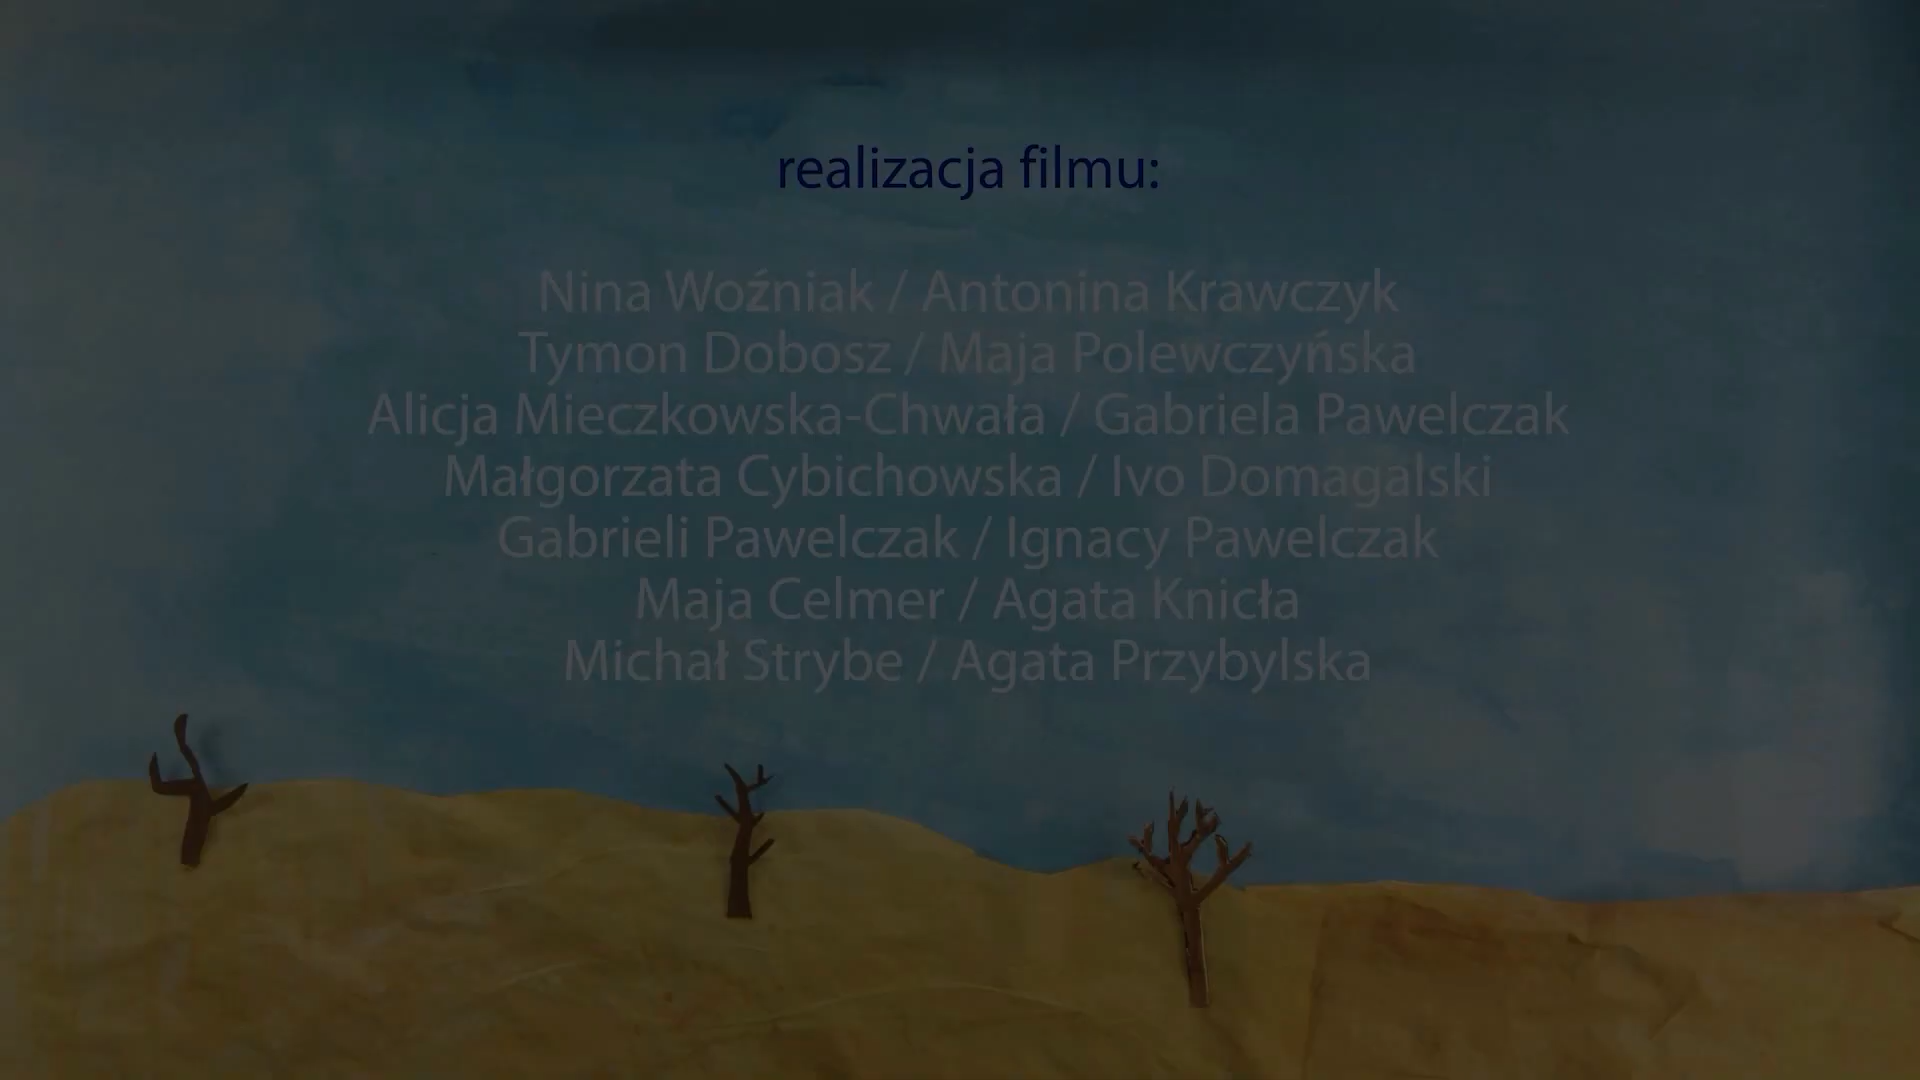 realizacja filmu:
Nina Woźniak / Antonina Krawczyk
Tymon Dobosz / Maja Polewczyńska
Alicja Mieczkowska-Chwała / Gabriela Pawelczak
Małgorzata Cybichowska / Ivo Domagalski
Gabrieli Pawelczak / Ignacy Pawelczak
Maja Celmer / Agata Knicła
Michał Strybe / Agata Przybylska